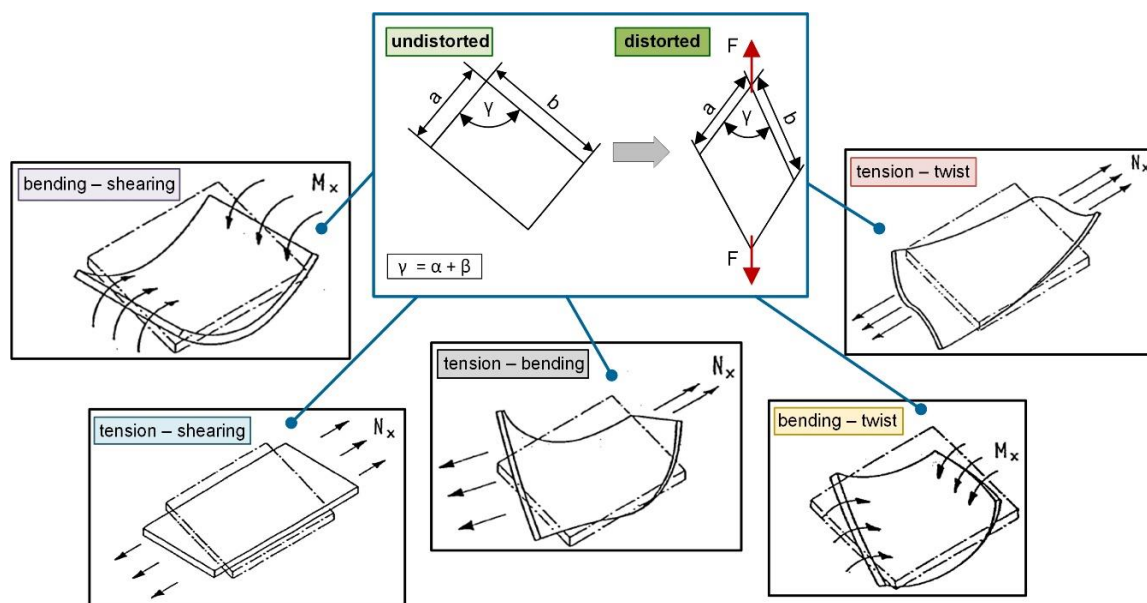 undistorted
distorted
F
a
b
γ
a
b
γ
F
γ = α + β
bending – shearing
Mx
tension – twist
Nx
tension – shearing
Nx
tension – bending
Nx
bending – twist
Mx